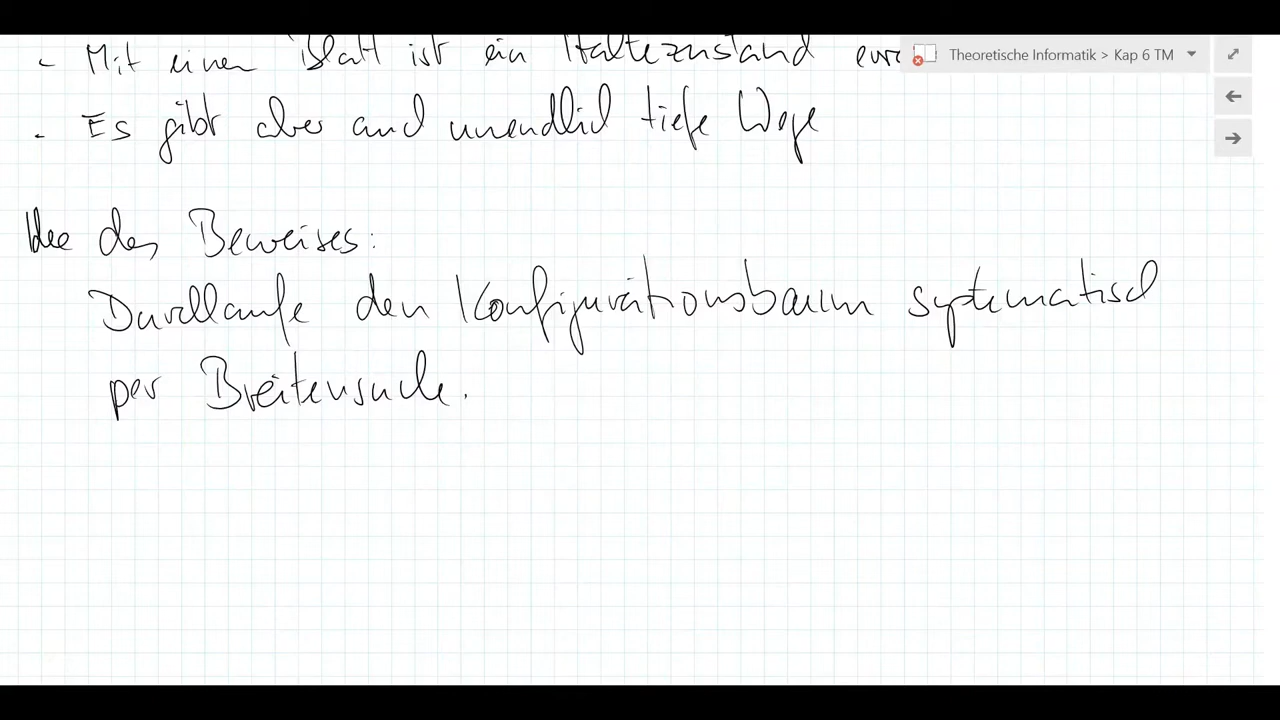 - Mit einem Blatt ist ein Haltezustand
Theoretische Informatik > Kap 6 TM
- Es gibt aber auch unendlich tiefe Wege
Idee des Beweises:
Durchlaufe den Konfigurationsbaum systematisch
per Breitensuche.